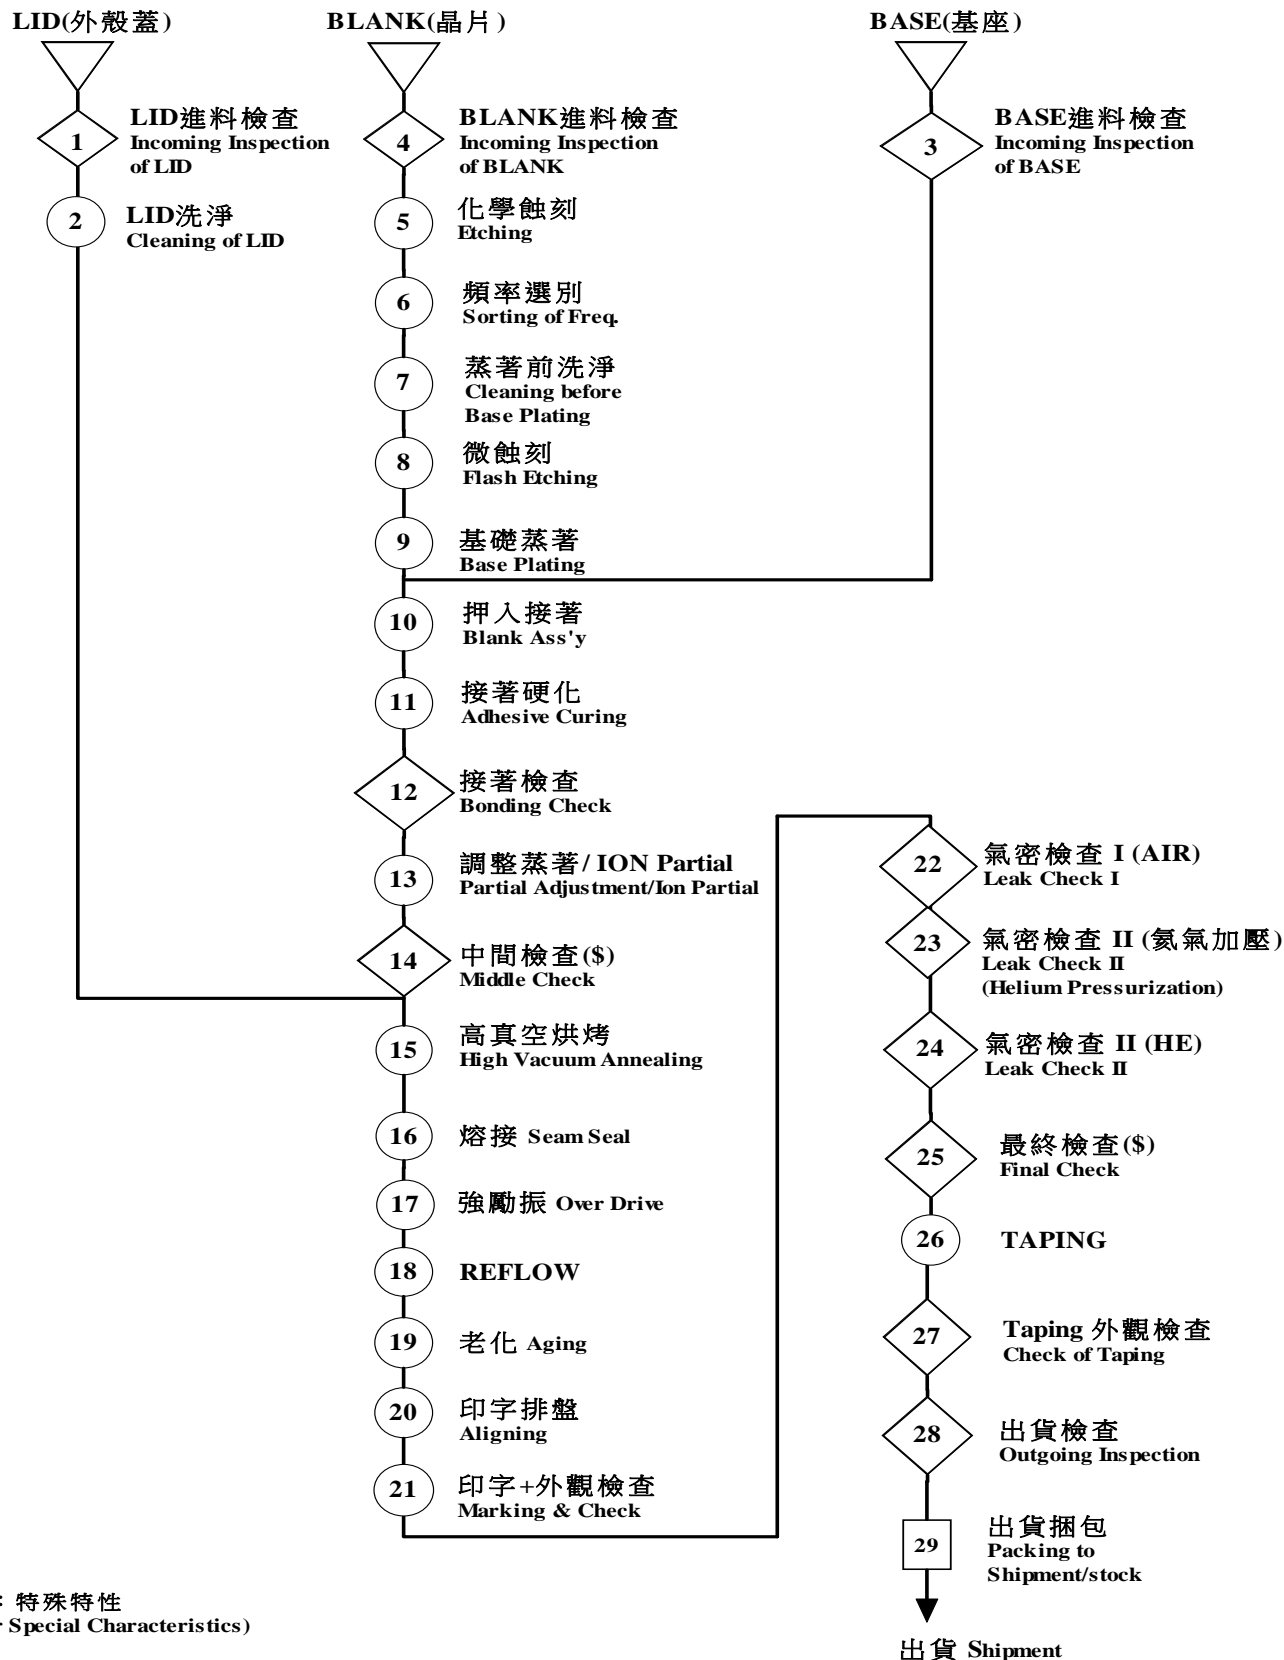 LID(外殼蓋)
BLANK(晶片)
BASE(基座)
1
LID進料檢查
Incoming Inspection
of LID
4
BLANK進料檢查
Incoming Inspection
of BLANK
3
BASE進料檢查
Incoming Inspection
of BASE
2
LID洗淨
Cleaning of LID
5
化學蝕刻
Etching
6
頻率選別
Sorting of Freq.
7
蒸著前洗淨
Cleaning before
Base Plating
8
微蝕刻
Flash Etching
9
基礎蒸著
Base Plating
10
押入接著
Blank Ass'y
11
接著硬化
Adhesive Curing
12
接著檢查
Bonding Check
13
調整蒸著/ ION Partial
Partial Adjustment/Ion Partial
14
中間檢查($)
Middle Check
15
高真空烘烤
High Vacuum Annealing
16
熔接 Seam Seal
17
強勵振 Over Drive
18
REFLOW
19
老化 Aging
20
印字排盤
Aligning
21
印字+外觀檢查
Marking & Check
22
氣密檢查 I (AIR)
Leak Check I
23
氣密檢查 II (氦氣加壓)
Leak Check II
(Helium Pressurization)
24
氣密檢查 II (HE)
Leak Check II
25
最終檢查($)
Final Check
26
TAPING
27
Taping 外觀檢查
Check of Taping
28
出貨檢查
Outgoing Inspection
29
出貨捆包
Packing to
Shipment/stock
出貨 Shipment
: 特殊特性
r Special Characteristics)